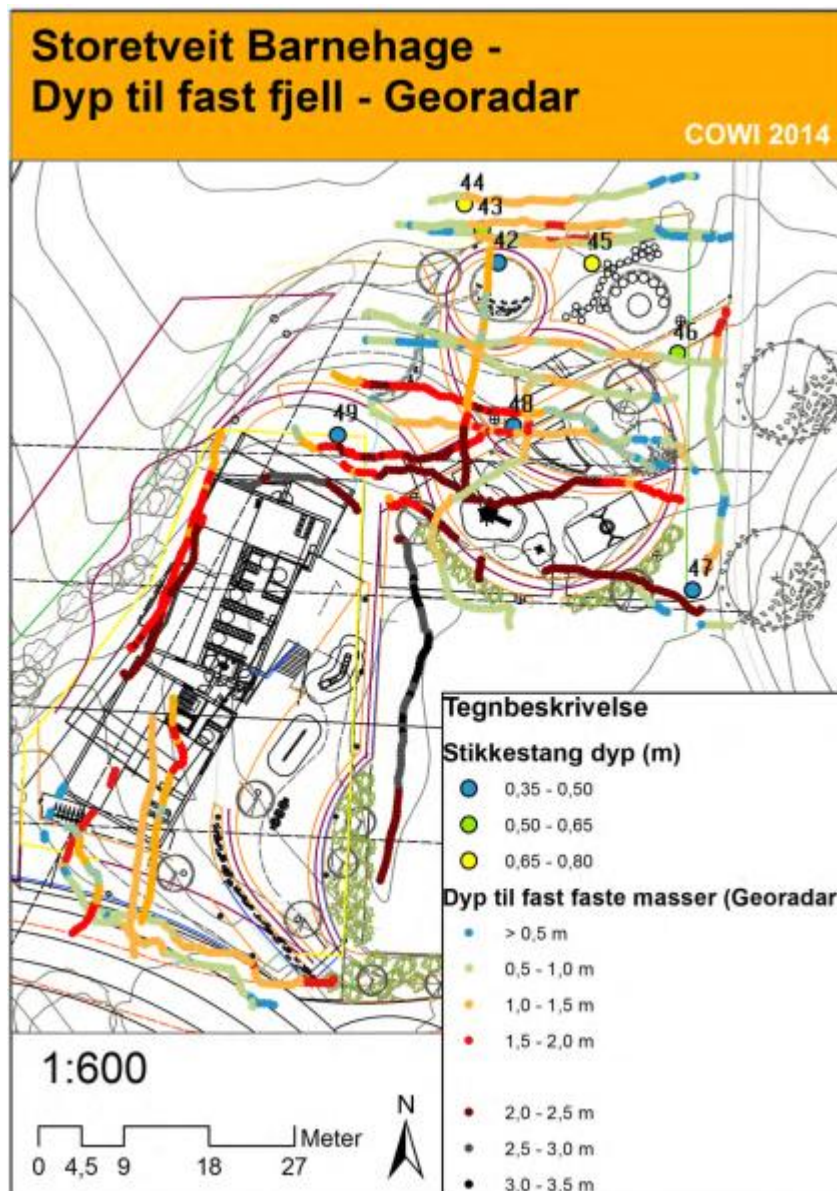 Storetveit Barnehage -
Dyp til fast fjell - Georadar
COWI 2014
44
43
42
45
46
48
49
47
Tegnbeskrivelse
Stikkestang dyp (m)
0,35 - 0,50
0,50 - 0,65
0,65 - 0,80
Dyp til fast faste masser (Georadar
> 0,5 m
0,5 - 1,0 m
1,0 - 1,5 m
1,5 - 2,0 m
2,0 - 2,5 m
2,5 - 3,0 m
3,0 - 3,5 m
1:600
N
Meter
0 4,5 9 18 27